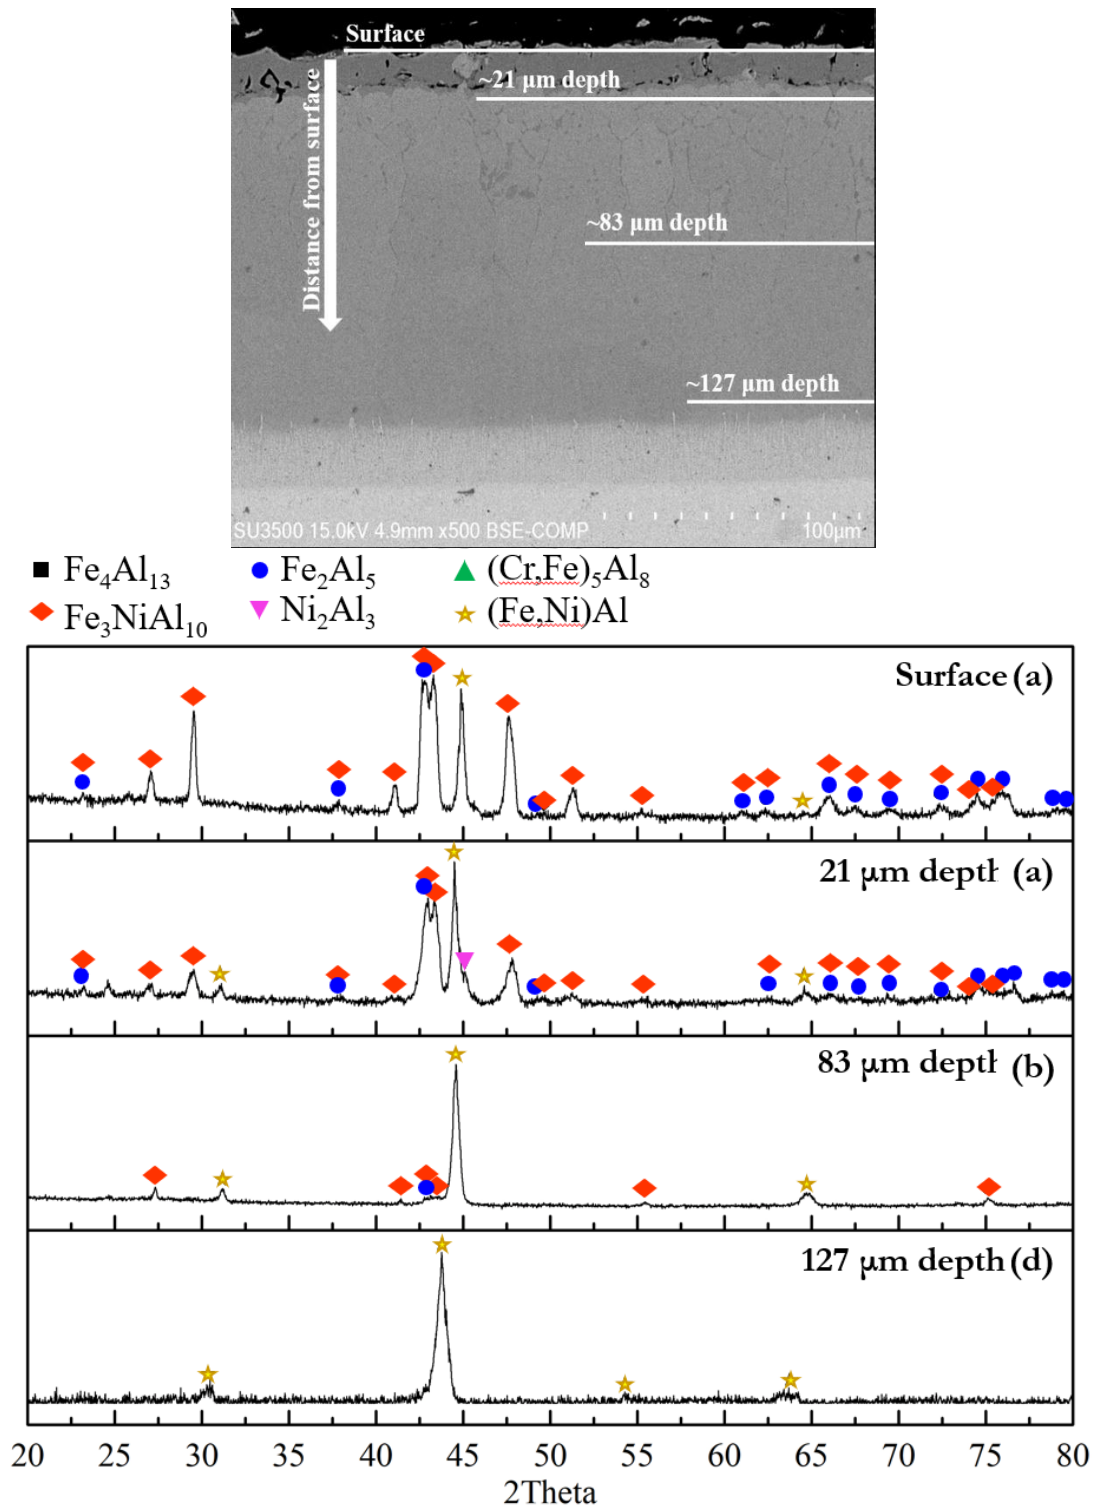 Surface
~21 μm depth
Distance from surface
~83 μm depth
~127 μm depth
SU3500 15.0kV 4.9mm x500 BSE-COMP 100μm
Fe4Al13 Fe2Al5 (Cr,Fe)5Al8
Fe3NiAl10 Ni2Al3 (Fe,Ni)Al
Surface (a)
21 μm depth (a)
83 μm depth (b)
127 μm depth (d)
20 25 30 35 40 45 50 55 60 65 70 75 80
2Theta